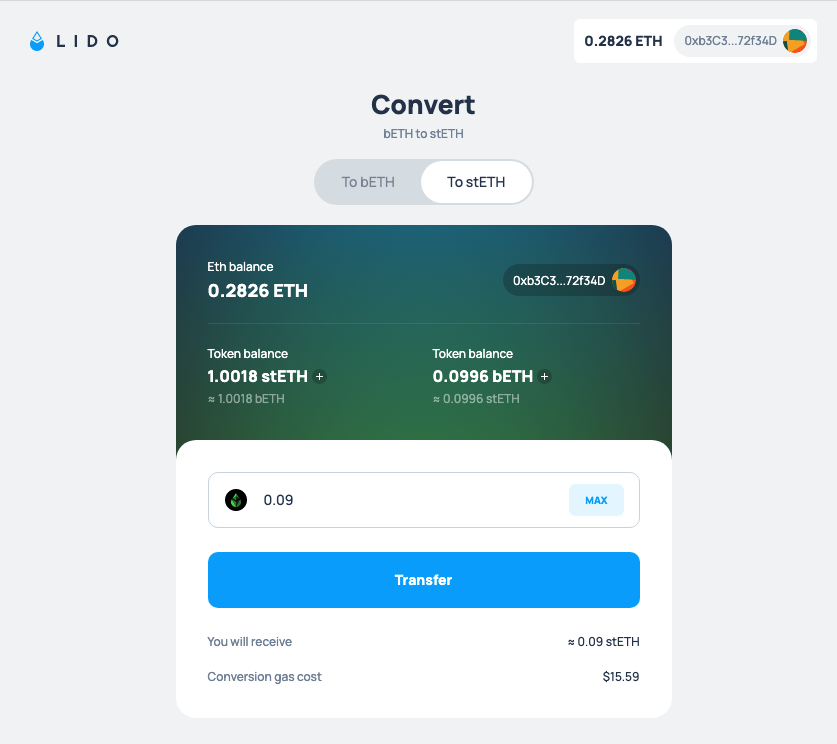 LIDO
0.2826 ETH 0xb3C3...72f34D
Convert
bETH to stETH
To bETH To stETH
Eth balance
0.2826 ETH
0xb3C3...72f34D
Token balance Token balance
1.0018 stETH + 0.0996 bETH +
≈ 1.0018 bETH ≈ 0.0996 stETH
0.09 MAX
Transfer
You will receive ≈ 0.09 stETH
Conversion gas cost $15.59